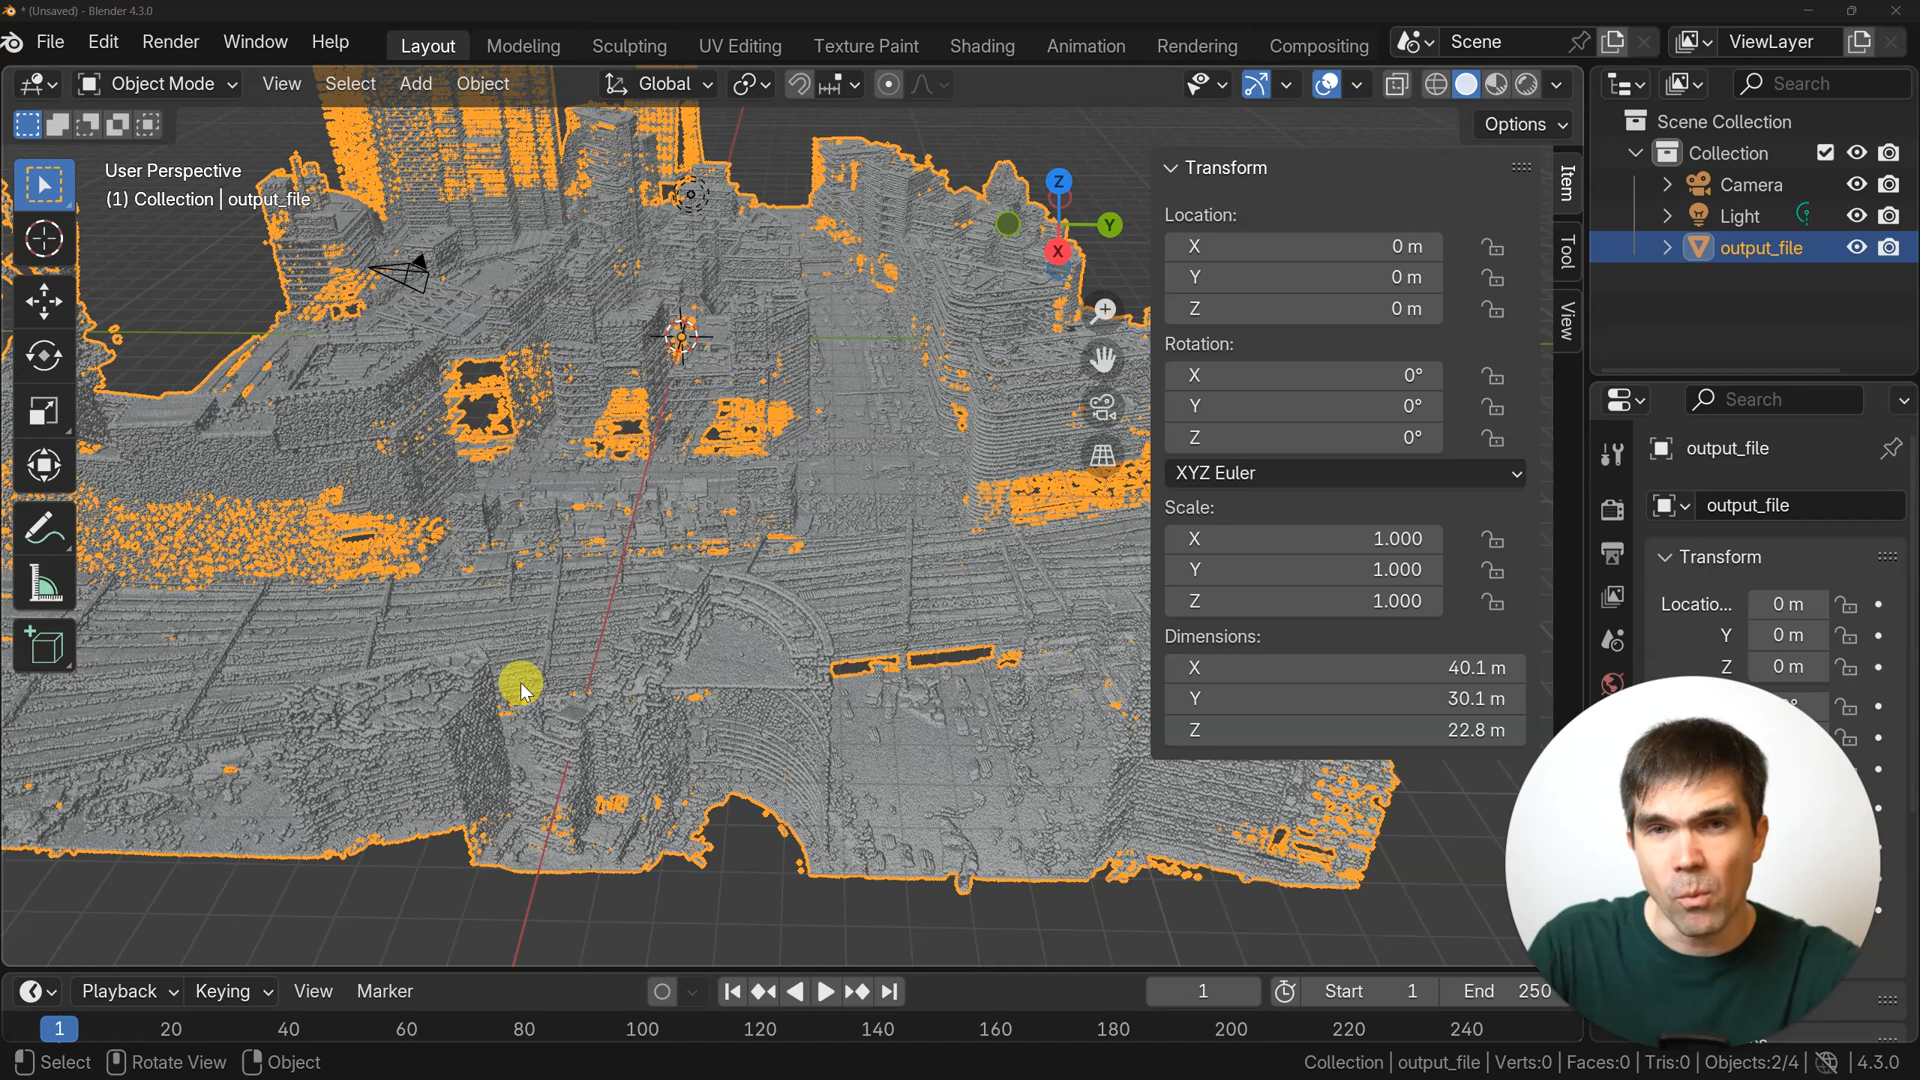 * (Unsaved) - Blender 4.3.0
File Edit Render Window Help Layout Modeling Sculpting UV Editing Texture Paint Shading Animation Rendering Compositing Scene ViewLayer
Object Mode View Select Add Object Global Search
Options
User Perspective
(1) Collection | output_file
Scene Collection
Collection
Camera
Light
output_file
Z
Y
X
Item
Tool
View
Transform
Location:
X 0 m
Y 0 m
Z 0 m
Rotation:
X 0°
Y 0°
Z 0°
XYZ Euler
Scale:
X 1.000
Y 1.000
Z 1.000
Dimensions:
X 40.1 m
Y 30.1 m
Z 22.8 m
Search
output_file
output_file
Transform
Locatio... 0 m
Y 0 m
Z 0 m
Playback Keying View Marker 1 Start 1 End 250
1 20 40 60 80 100 120 140 160 180 200 220 240
Select Rotate View Object Collection | output_file | Verts:0 | Faces:0 | Tris:0 | Objects:2/4 | 4.3.0